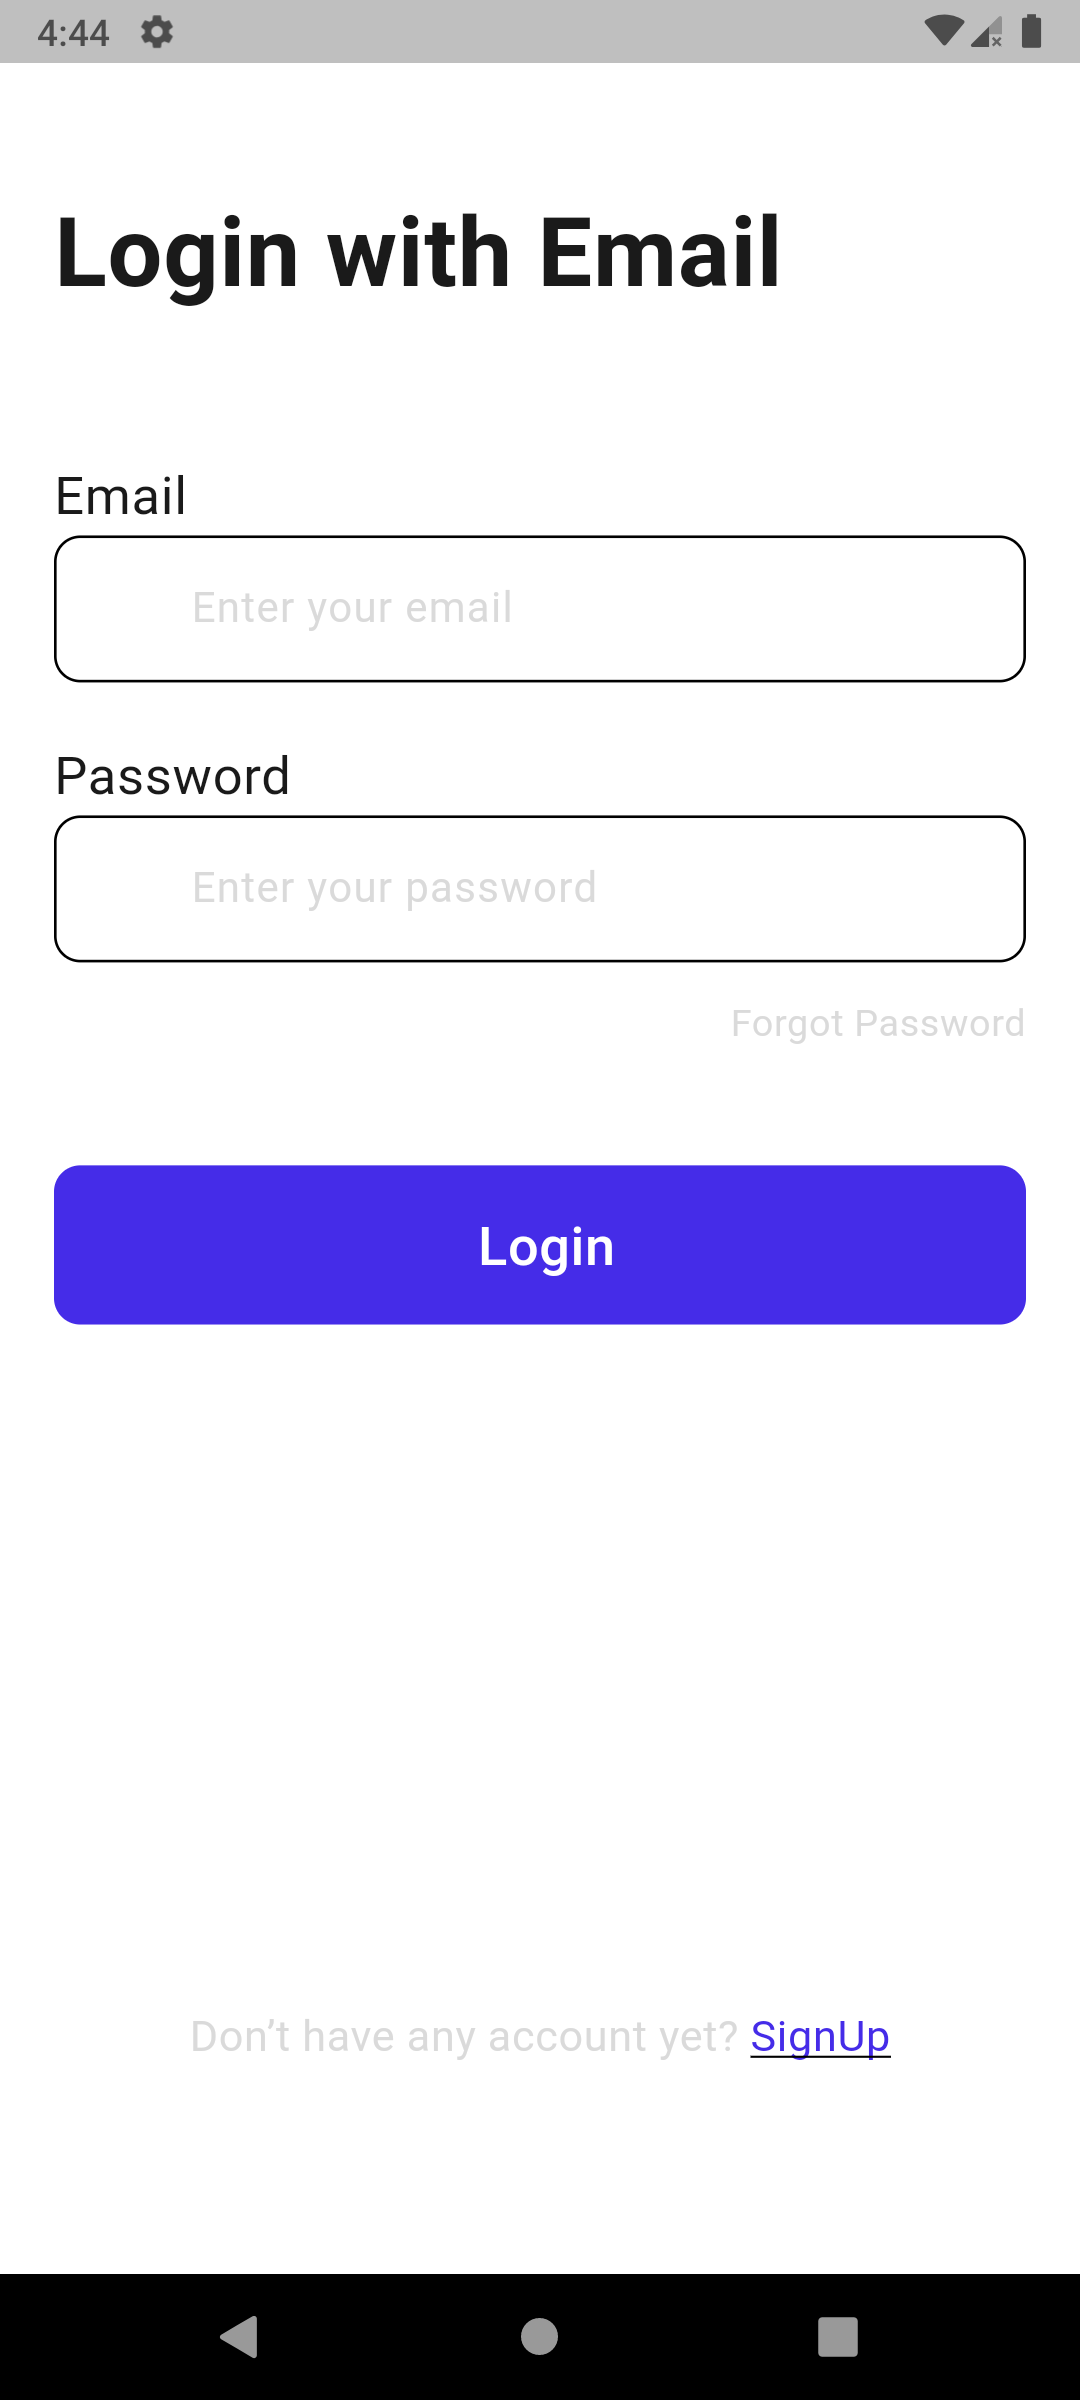 4:44
Login with Email
Email
Enter your email
Password
Enter your password
Forgot Password
Login
Don’t have any account yet? SignUp